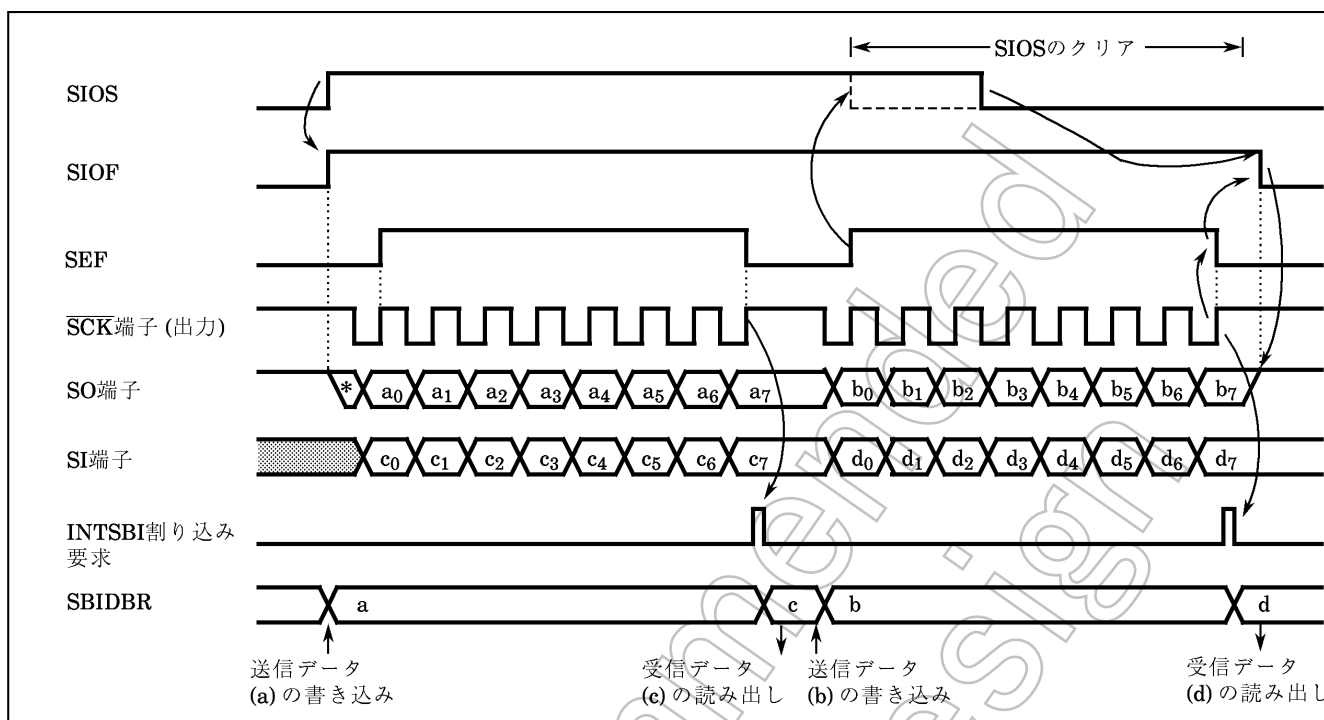 SIOSのクリア
SIOS
SIOF
SEF
SCK端子 (出力)
SO端子
* a0 a1 a2 a3 a4 a5 a6 a7 b0 b1 b2 b3 b4 b5 b6 b7
SI端子
c0 c1 c2 c3 c4 c5 c6 c7 d0 d1 d2 d3 d4 d5 d6 d7
INTSBI割り込み
要求
SBIDBR
a c b d
送信データ
(a) の書き込み
受信データ
(c) の読み出し
送信データ
(b) の書き込み
受信データ
(d) の読み出し